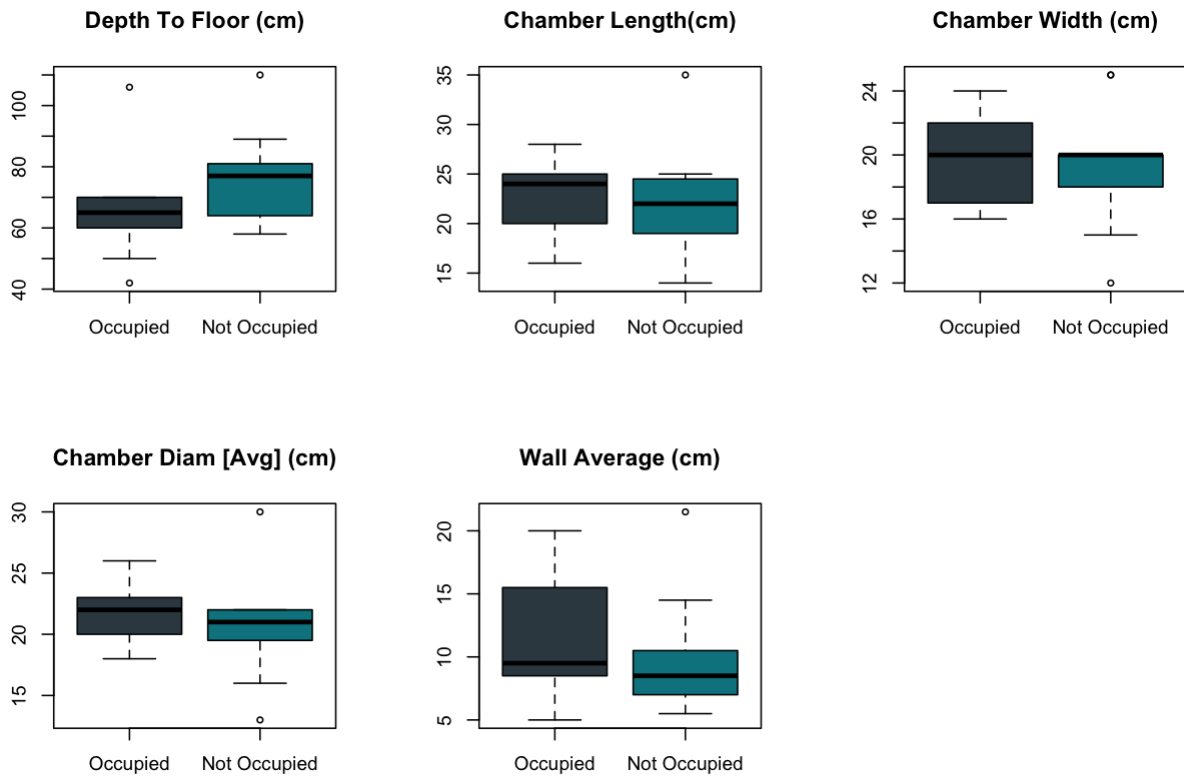 Depth To Floor (cm)
100
80
60
40
Occupied Not Occupied
Chamber Length(cm)
35
30
25
20
15
Occupied Not Occupied
Chamber Width (cm)
24
20
16
12
Occupied Not Occupied
Chamber Diam [Avg] (cm)
30
25
20
15
Occupied Not Occupied
Wall Average (cm)
20
15
10
5
Occupied Not Occupied